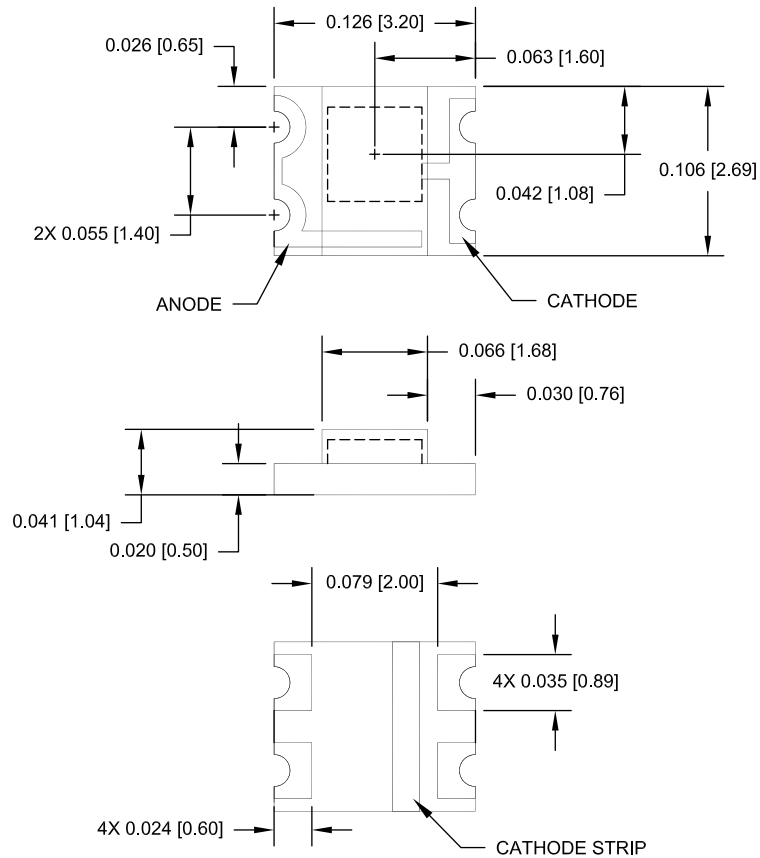 0.126 [3.20]
0.026 [0.65]
0.063 [1.60]
0.106 [2.69]
0.042 [1.08]
2X 0.055 [1.40]
ANODE
CATHODE
0.066 [1.68]
0.030 [0.76]
0.041 [1.04]
0.020 [0.50]
0.079 [2.00]
4X 0.035 [0.89]
4X 0.024 [0.60]
CATHODE STRIP